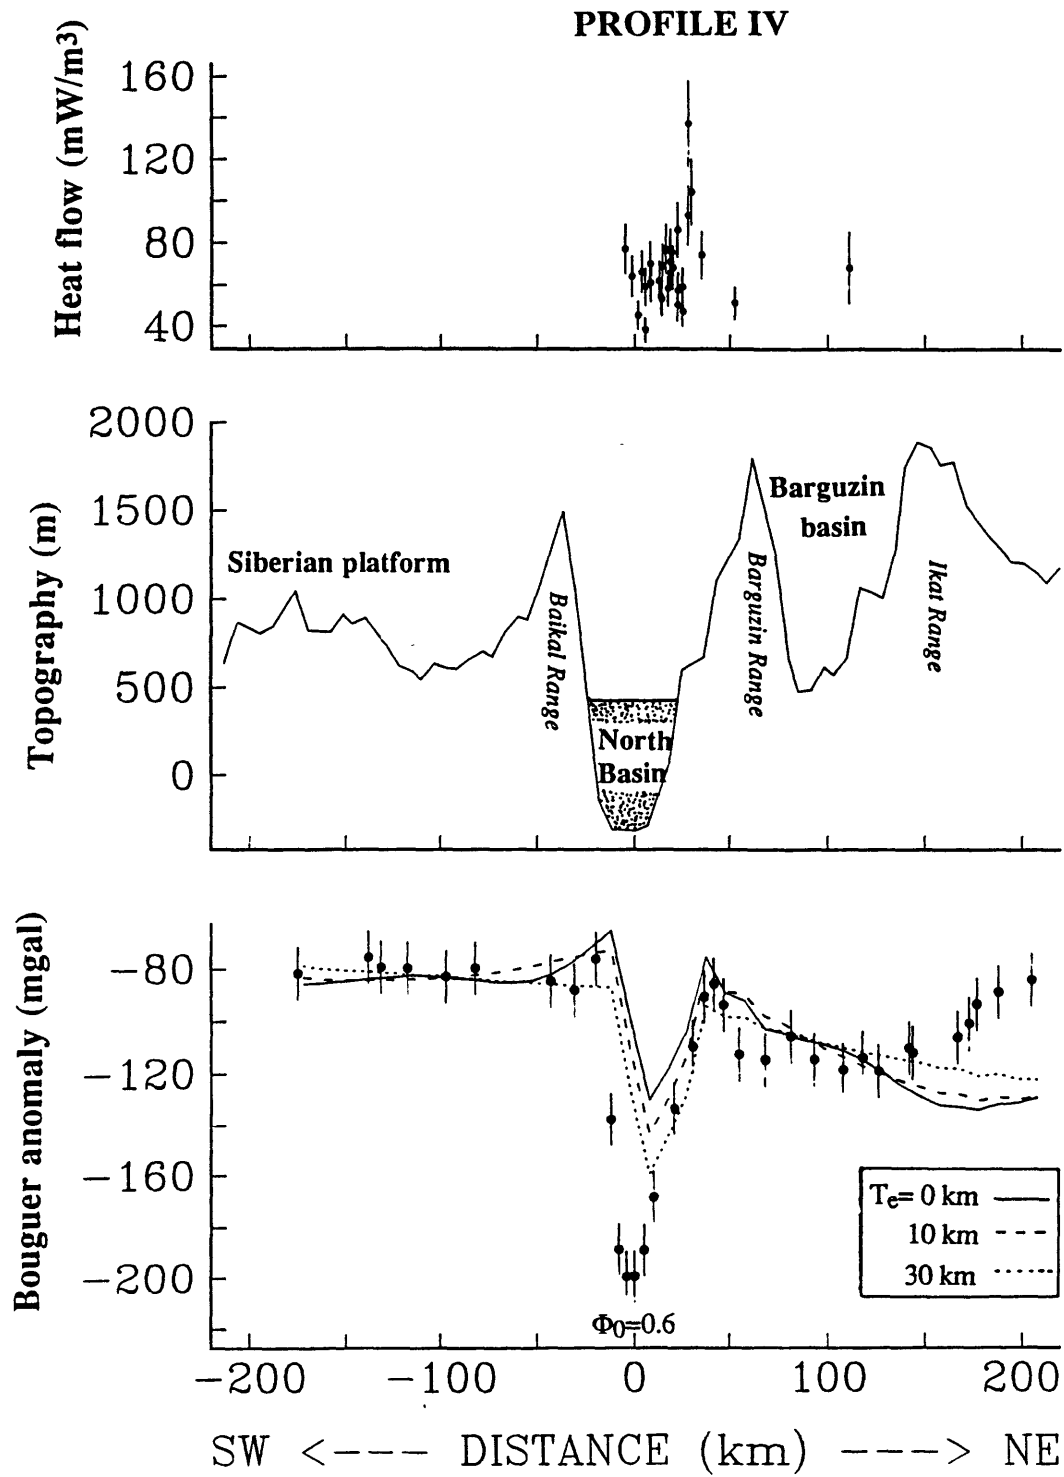 PROFILE IV
Heat flow (mW/m³)
160
120
80
40
Topography (m)
2000
1500
1000
500
0
Siberian platform
Baikal Range
North
Basin
Barguzin Range
Barguzin
basin
Ikat Range
Bouguer anomaly (mgal)
−80
−120
−160
−200
Te= 0 km
10 km
30 km
Φ0=0.6
−200 −100 0 100 200
SW <--- DISTANCE (km) ---> NE